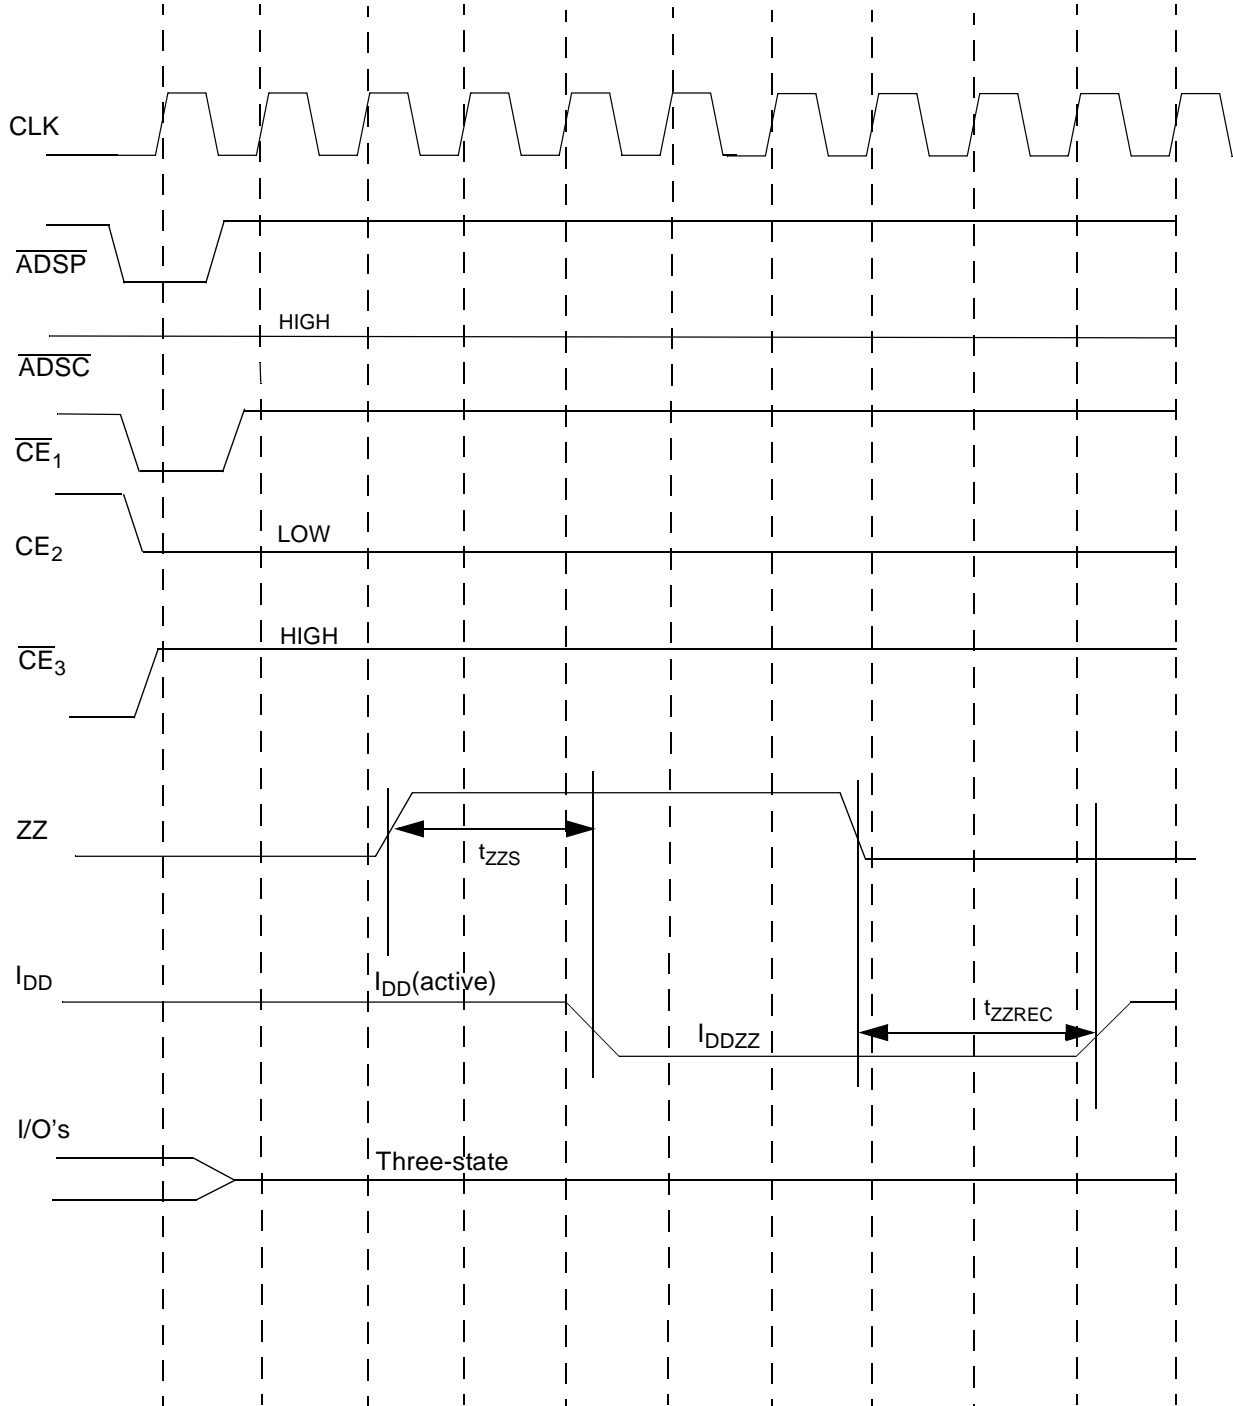 CLK
ADSP
HIGH
ADSC
CE1
LOW
CE2
HIGH
CE3
ZZ
tZZS
IDD
IDD(active)
tZZREC
IDDZZ
I/O's
Three-state